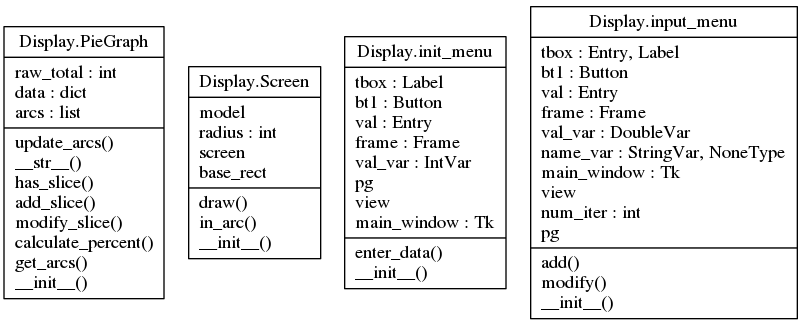 Display.PieGraph
raw_total : int
data : dict
arcs : list
update_arcs()
__str__()
has_slice()
add_slice()
modify_slice()
calculate_percent()
get_arcs()
__init__()
Display.Screen
model
radius : int
screen
base_rect
draw()
in_arc()
__init__()
Display.init_menu
tbox : Label
bt1 : Button
val : Entry
frame : Frame
val_var : IntVar
pg
view
main_window : Tk
enter_data()
__init__()
Display.input_menu
tbox : Entry, Label
bt1 : Button
val : Entry
frame : Frame
val_var : DoubleVar
name_var : StringVar, NoneType
main_window : Tk
view
num_iter : int
pg
add()
modify()
__init__()